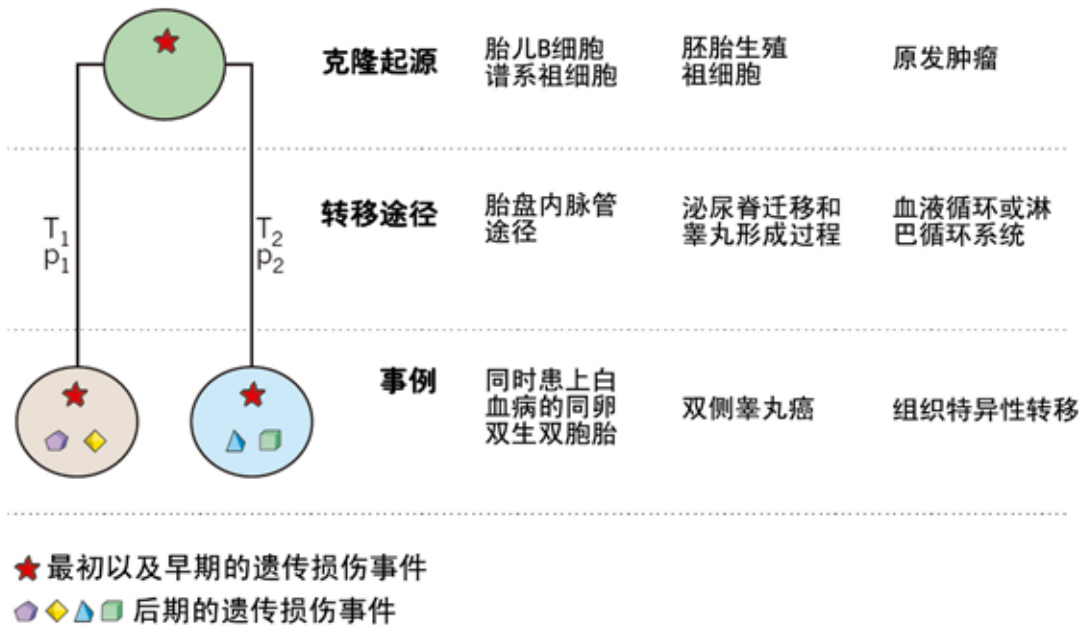 克隆起源
胎儿B细胞
谱系祖细胞
胚胎生殖
祖细胞
原发肿瘤
T1
p1
T2
p2
转移途径
胎盘内脉管
途径
泌尿脊迁移和
睾丸形成过程
血液循环或淋
巴循环系统
事例
同时患上白
血病的同卵
双生双胞胎
双侧睾丸癌
组织特异性转移
最初以及早期的遗传损伤事件
后期的遗传损伤事件